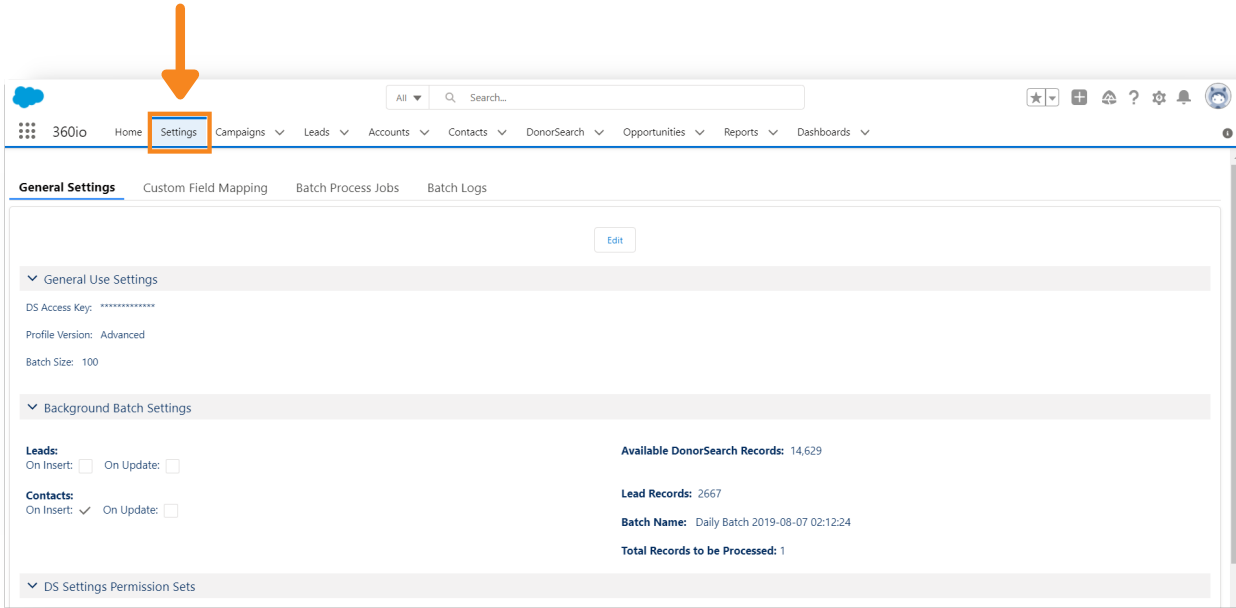 All Search...
360io Home Settings Campaigns Leads Accounts Contacts DonorSearch Opportunities Reports Dashboards
General Settings Custom Field Mapping Batch Process Jobs Batch Logs
Edit
General Use Settings
DS Access Key: *************
Profile Version: Advanced
Batch Size: 100
Background Batch Settings
Leads:
On Insert: On Update:
Contacts:
On Insert: On Update:
Available DonorSearch Records: 14,629
Lead Records: 2667
Batch Name: Daily Batch 2019-08-07 02:12:24
Total Records to be Processed: 1
DS Settings Permission Sets